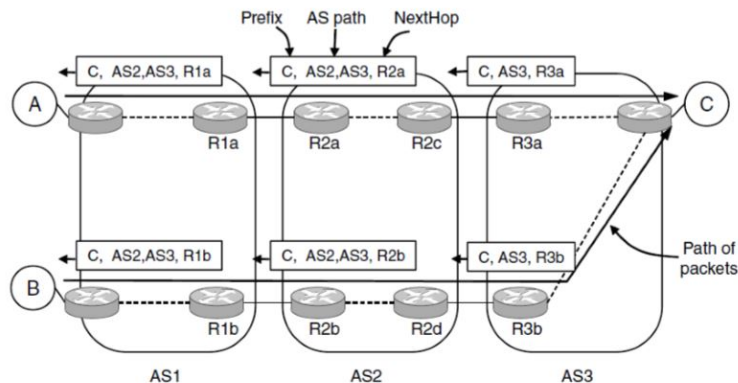 Prefix AS path NextHop
C, AS2,AS3, R1a
C, AS2,AS3, R2a
C, AS3, R3a
A
C
R1a
R2a
R2c
R3a
C, AS2,AS3, R1b
C, AS2,AS3, R2b
C, AS3, R3b
Path of
packets
B
R1b
R2b
R2d
R3b
AS1
AS2
AS3